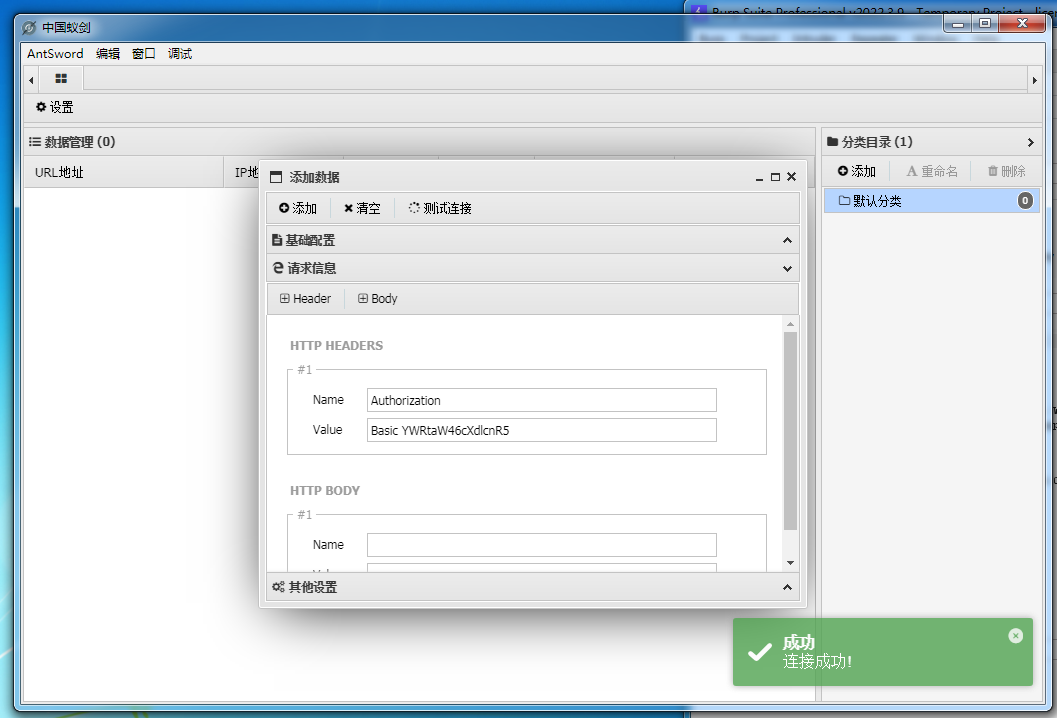 Burp Suite Professional v2022.3.9 - Temporary Project - lice
中国蚁剑
AntSword 编辑 窗口 调试
设置
数据管理 (0)
分类目录 (1)
URL地址
IP地
添加 重命名 删除
默认分类
0
添加数据
添加 清空 测试连接
基础配置
请求信息
Header Body
HTTP HEADERS
#1
Name Authorization
Value Basic YWRtaW46cXdlcnR5
HTTP BODY
#1
Name
其他设置
成功
连接成功!